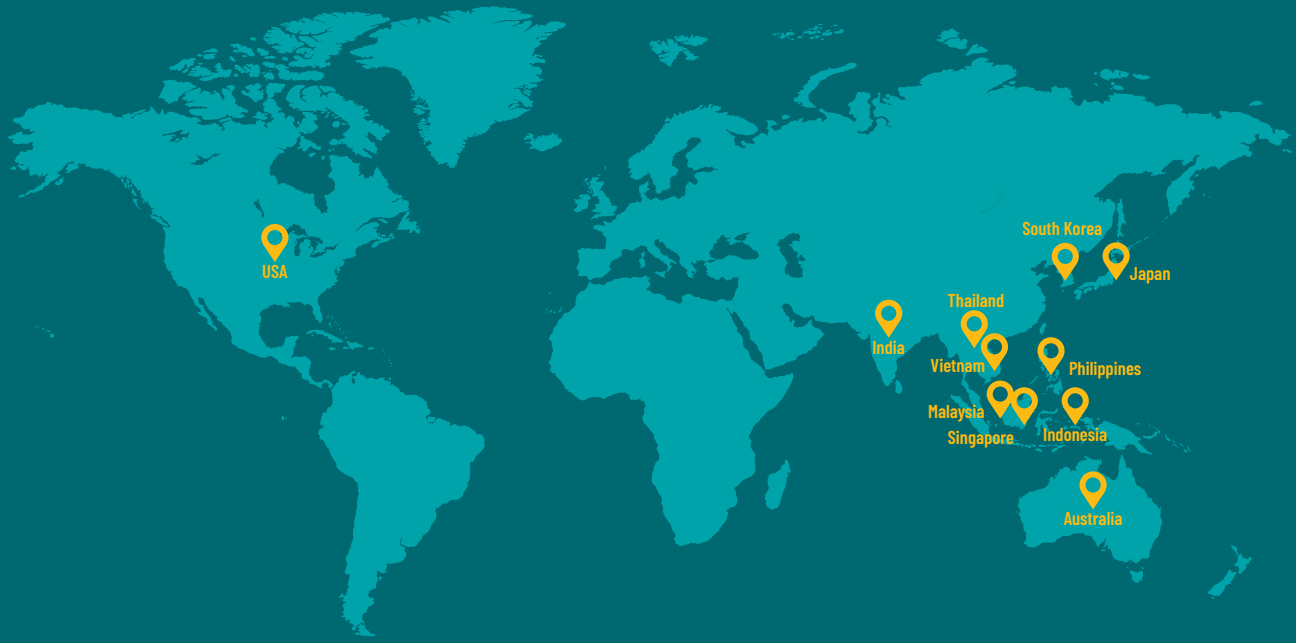 South Korea
USA
Japan
Thailand
India
Vietnam
Philippines
Malaysia
Singapore
Indonesia
Australia